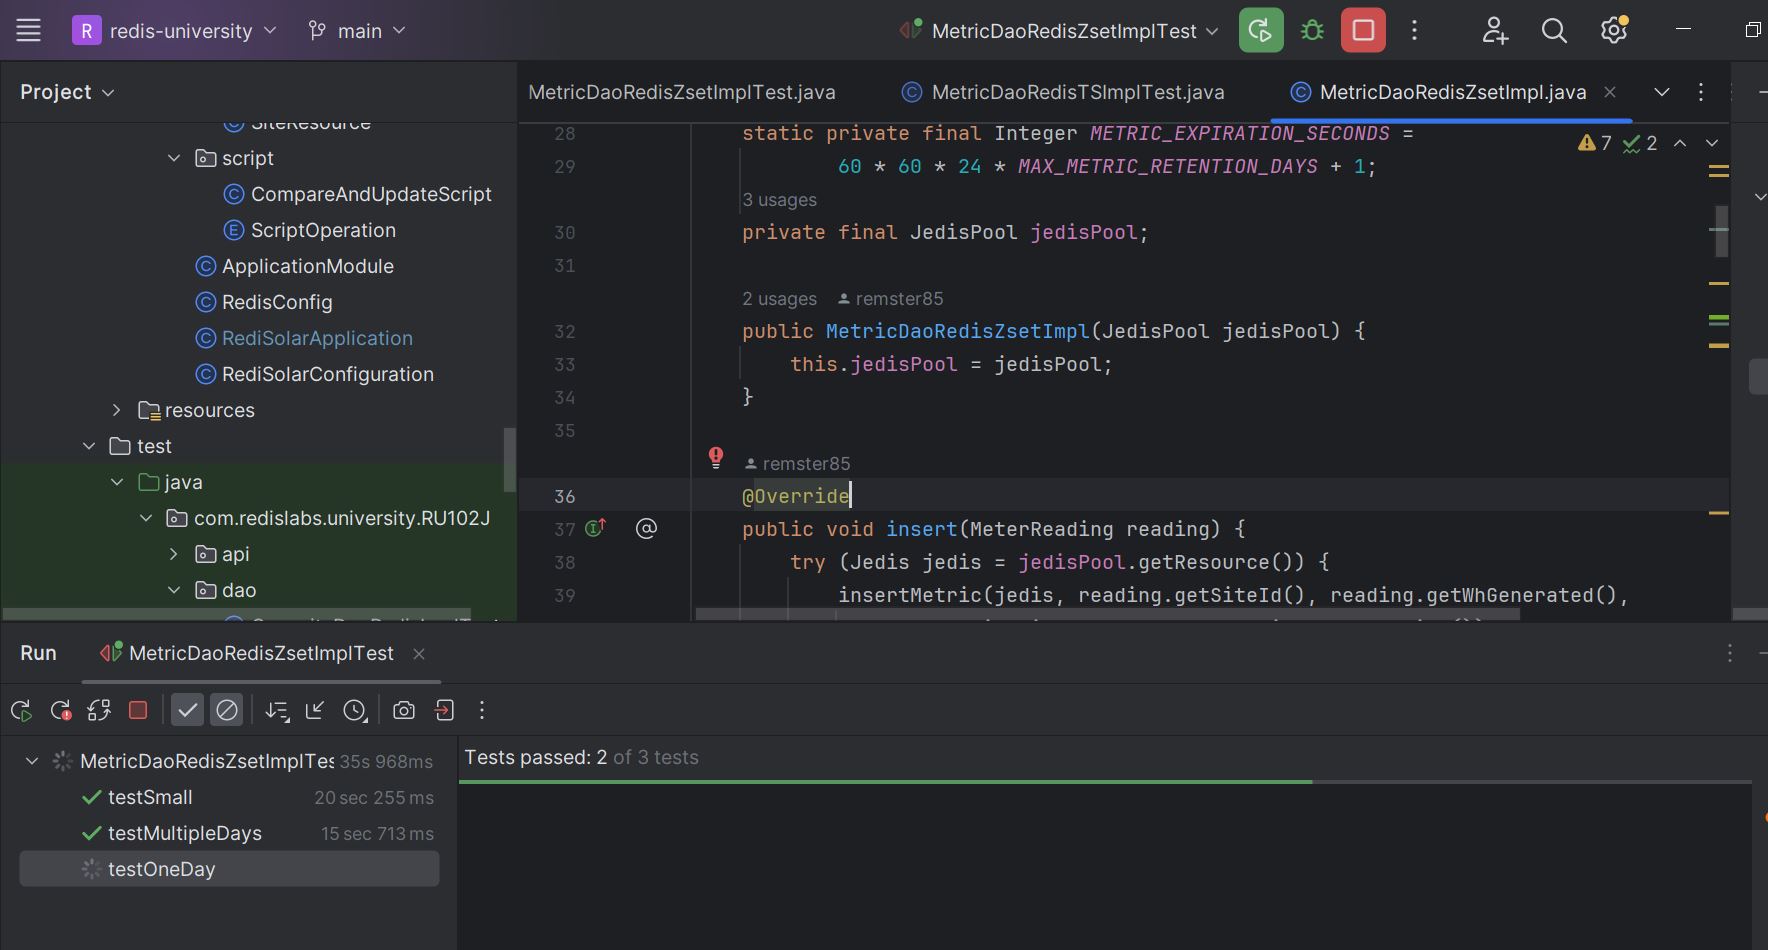 R redis-university main MetricDaoRedisZsetImplTest
Project
SiteResource
script
CompareAndUpdateScript
ScriptOperation
ApplicationModule
RedisConfig
RediSolarApplication
RediSolarConfiguration
resources
test
java
com.redislabs.university.RU102J
api
dao
MetricDaoRedisZsetImplTest.java MetricDaoRedisTSImplTest.java MetricDaoRedisZsetImpl.java
7 2
28 static private final Integer METRIC_EXPIRATION_SECONDS =
29 60 * 60 * 24 * MAX_METRIC_RETENTION_DAYS + 1;
3 usages
30 private final JedisPool jedisPool;
31
2 usages remster85
32 public MetricDaoRedisZsetImpl(JedisPool jedisPool) {
33 this.jedisPool = jedisPool;
34 }
35
remster85
36 @Override
37 public void insert(MeterReading reading) {
38 try (Jedis jedis = jedisPool.getResource()) {
39 insertMetric(jedis, reading.getSiteId(), reading.getWhGenerated(),
Run MetricDaoRedisZsetImplTest
MetricDaoRedisZsetImplTes 35s 968ms
testSmall 20 sec 255 ms
testMultipleDays 15 sec 713 ms
testOneDay
Tests passed: 2 of 3 tests